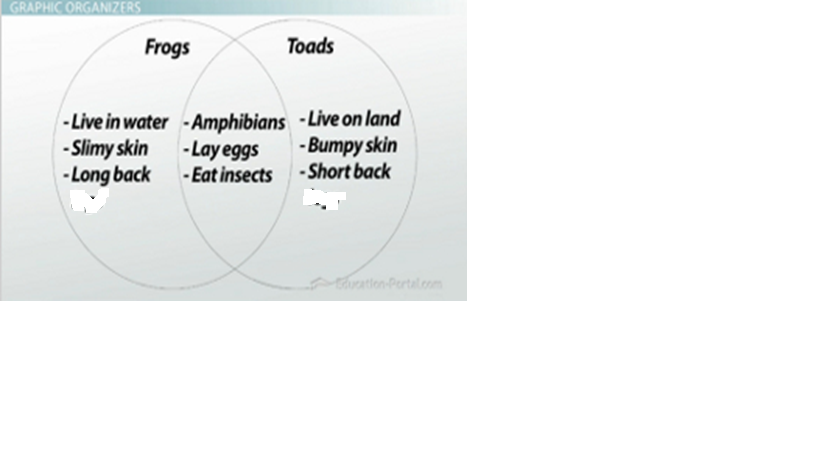 GRAPHIC ORGANIZERS
Frogs
Toads
- Live in water
- Slimy skin
- Long back
- Amphibians
- Lay eggs
- Eat insects
- Live on land
- Bumpy skin
- Short back
Education-Portal.com